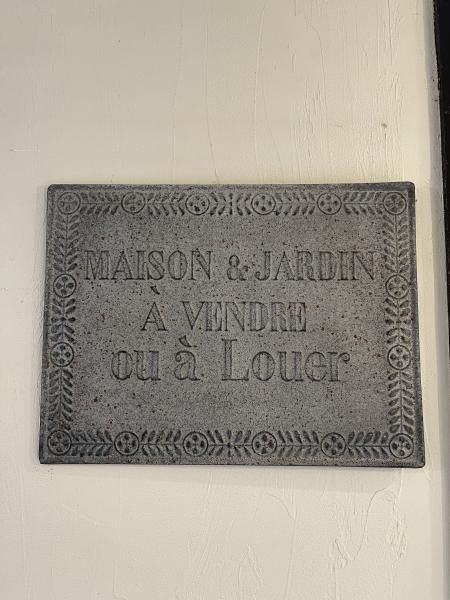 MAISON & JARDIN
À VENDRE
ou à Louer